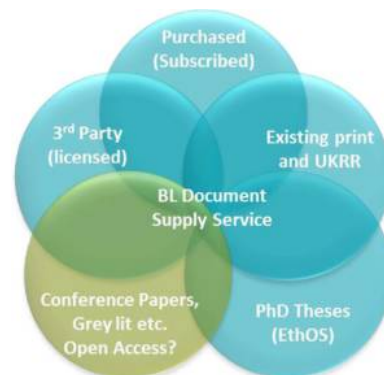 Purchased
(Subscribed)
3rd Party
(licensed)
Existing print
and UKRR
BL Document
Supply Service
Conference Papers,
Grey lit etc.
Open Access?
PhD Theses
(EthOS)